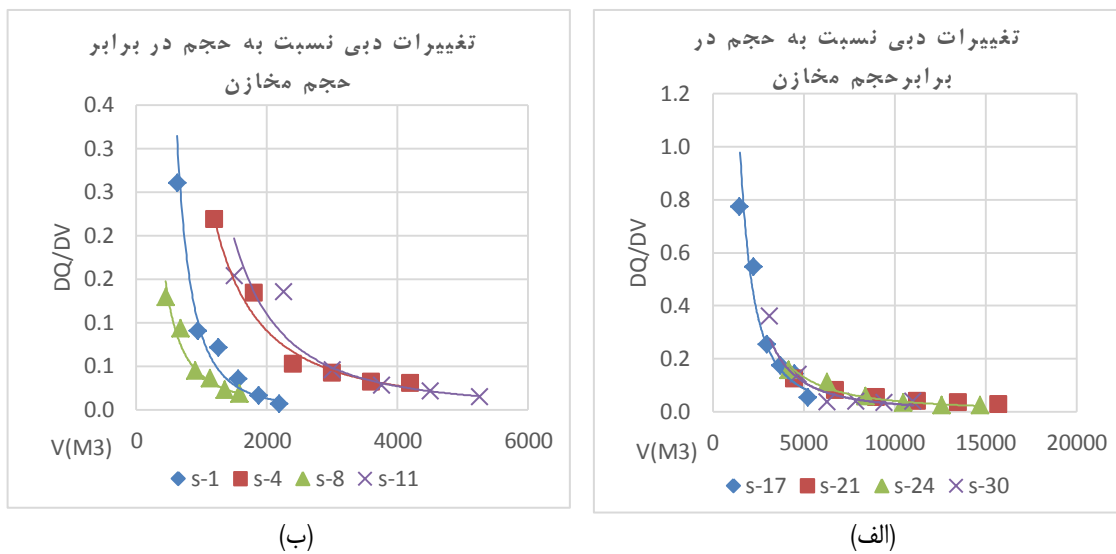 تغییرات دبی نسبت به حجم در برابر
حجم مخازن
0.4
0.3
0.3
0.2
0.2
0.1
0.1
0.0
DQ/DV
0 2000 4000 6000
V(M3)
s-1 s-4 s-8 s-11
(ب)
تغییرات دبی نسبت به حجم در
برابرحجم مخازن
1.2
1.0
0.8
0.6
0.4
0.2
0.0
DQ/DV
0 5000 10000 15000 20000
V(M3)
s-17 s-21 s-24 s-30
(الف)